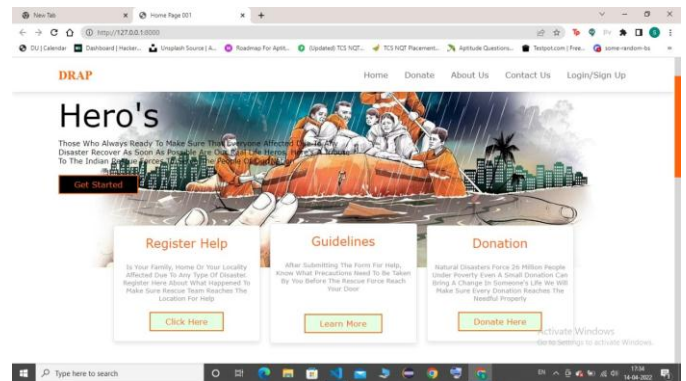 New Tab
Home Page 001
http://127.0.0.1:8000
DU | Calendar
Dashboard | Hacker...
Unsplash Source | A...
Roadmap For Aptit...
(Updated) TCS NQT...
TCS NQT Placement...
Aptitude Questions...
Testpot.com | Free...
some-random-bs
DRAP
Home Donate About Us Contact Us Login/Sign Up
Hero's
Those Who Always Ready To Make Sure That Everyone Affected Due To Any
Disaster Recover As Soon As Possible Are Our Real Life Heros. Here's A Tribute
To The Indian Rescue Forces To Save The People Of
Get Started
Register Help
Is Your Family, Home Or Your Locality
Affected Due To Any Type Of Disaster.
Register Here About What Happened To
Make Sure Rescue Team Reaches The
Location For Help
Click Here
Guidelines
After Submitting The Form For Help,
Know What Precautions Need To Be Taken
By You Before The Rescue Force Reach
Your Door
Learn More
Donation
Natural Disasters Force 26 Million People
Under Poverty Even A Small Donation Can
Bring A Change In Someone's Life We Will
Make Sure Every Donation Reaches The
Needful Properly
Donate Here
Activate Windows
Go to Settings to activate Windows.
Type here to search
EN
17:34
14-04-2022